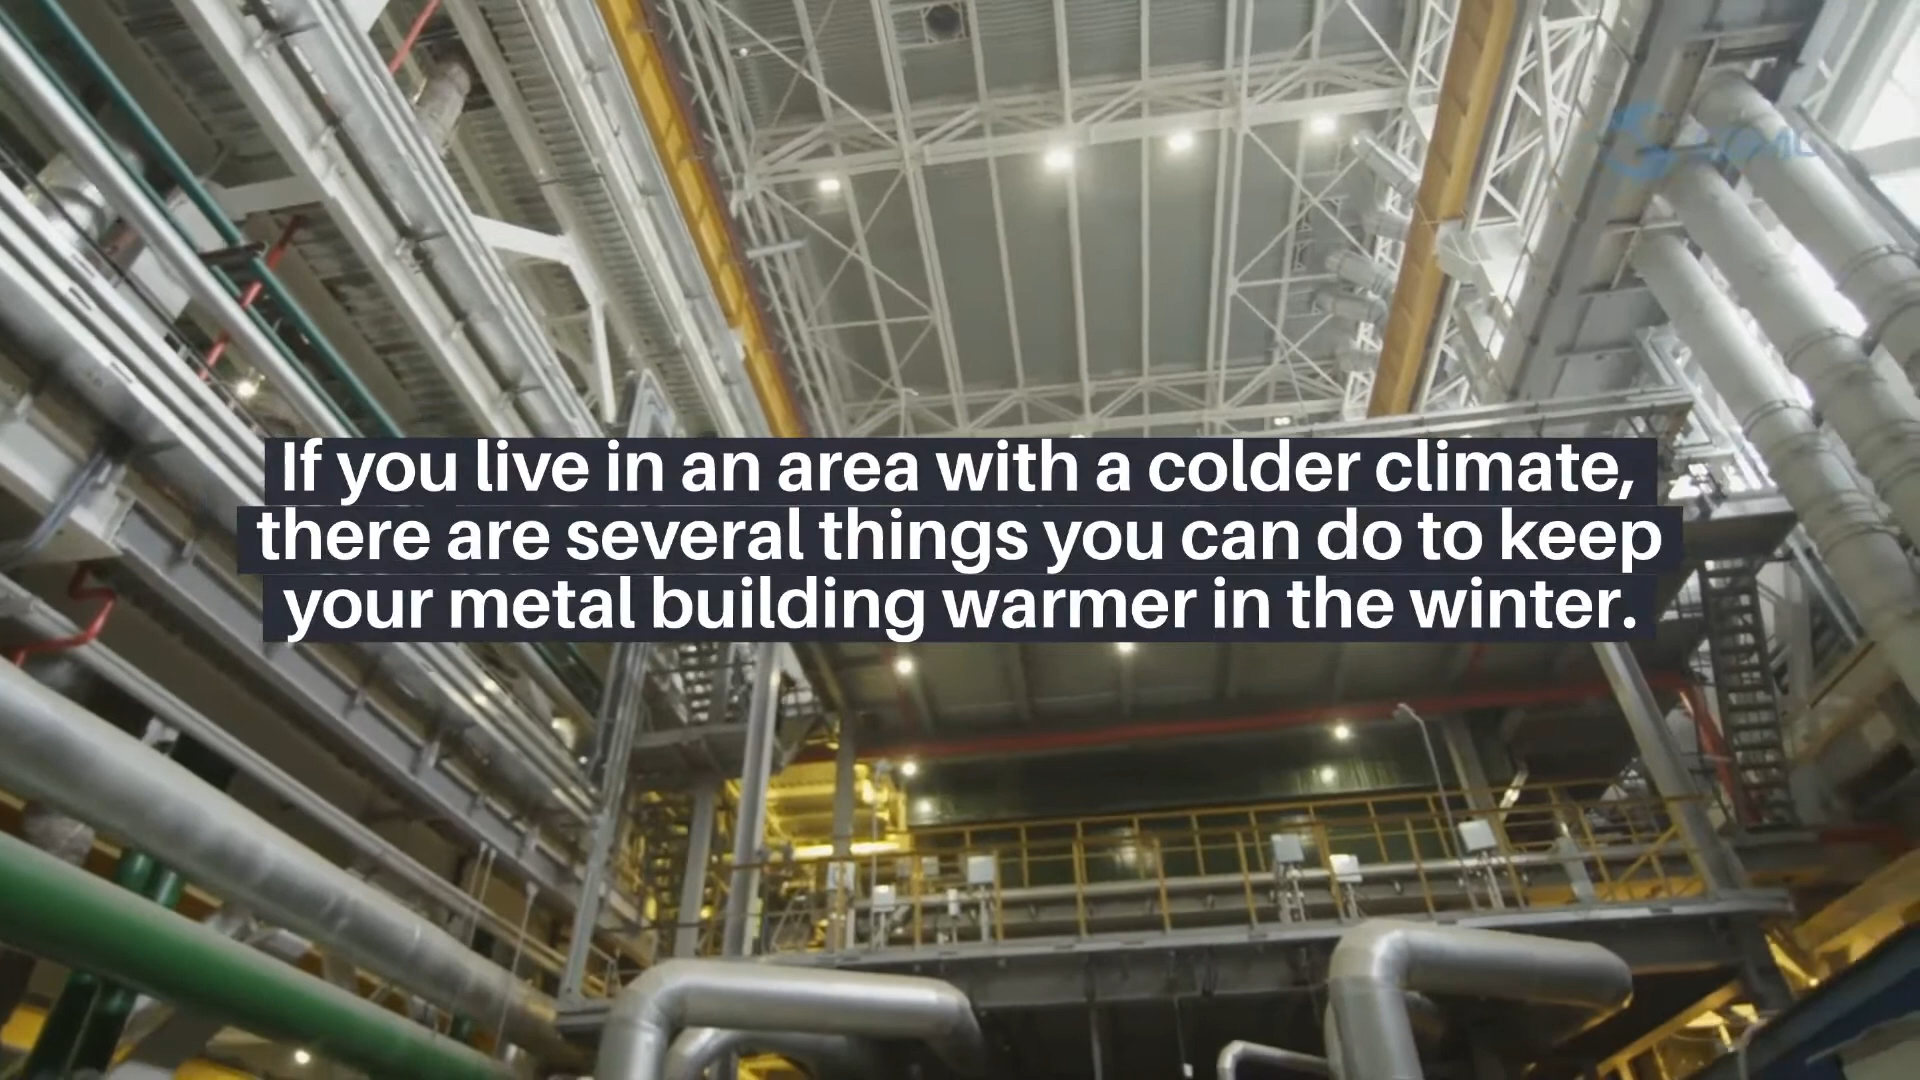 If you live in an area with a colder climate,
there are several things you can do to keep
your metal building warmer in the winter.